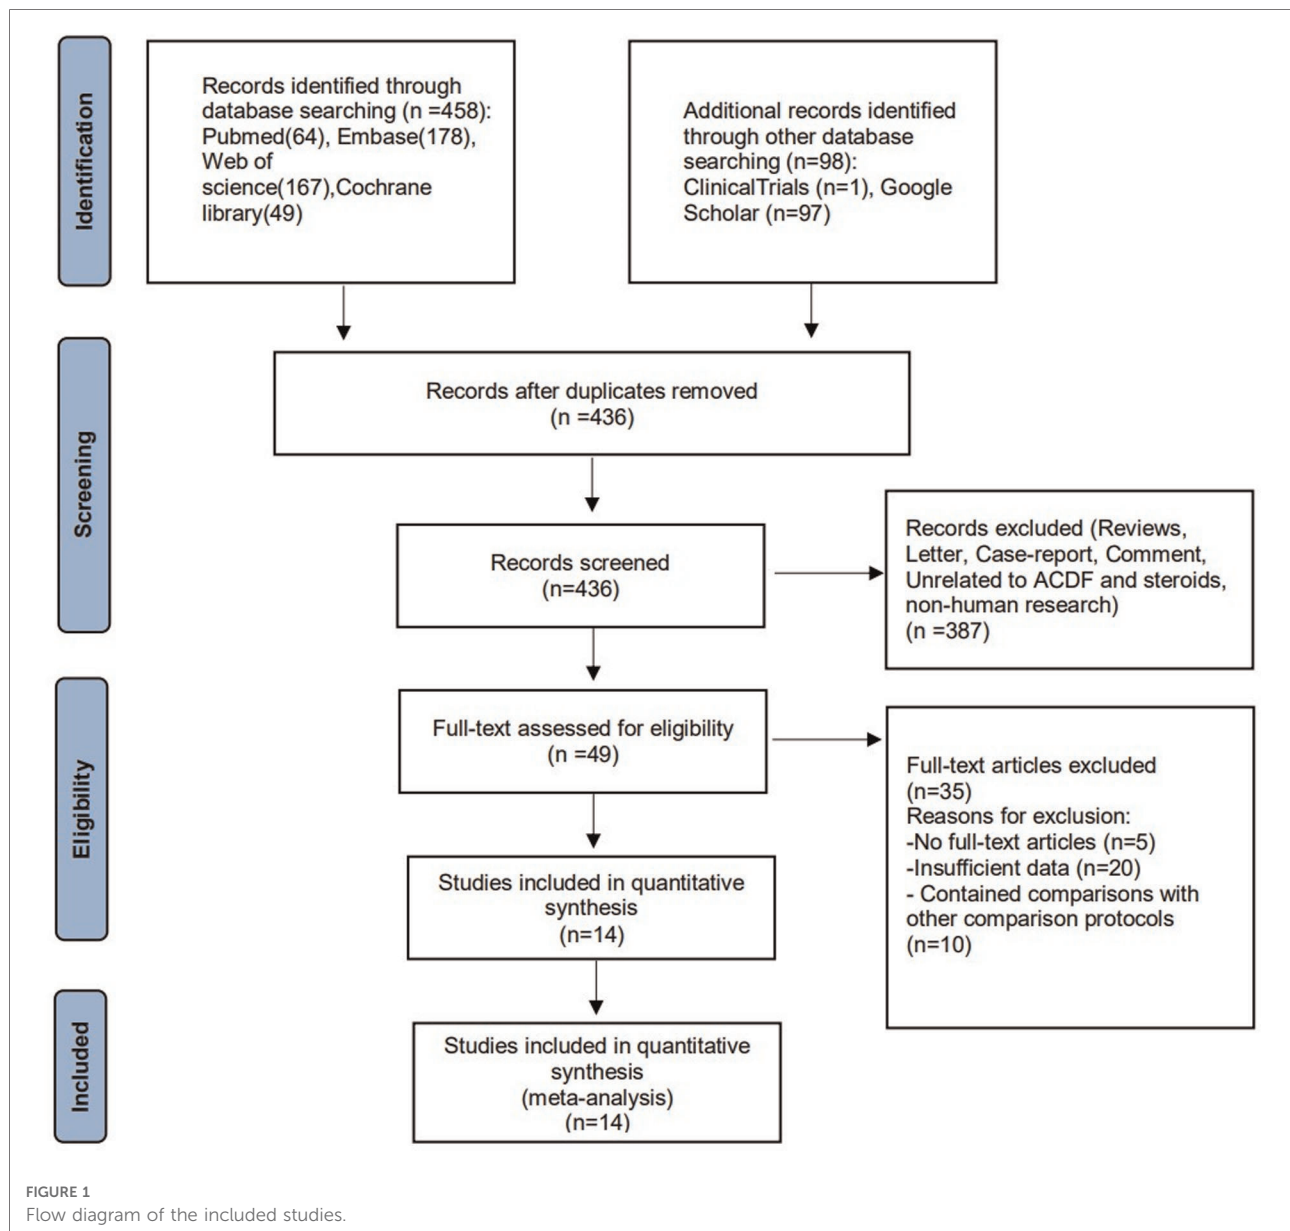 Identification
Records identified through
database searching (n =458):
Pubmed(64), Embase(178),
Web of
science(167),Cochrane
library(49)
Additional records identified
through other database
searching (n=98):
ClinicalTrials (n=1), Google
Scholar (n=97)
Screening
Records after duplicates removed
(n =436)
Records screened
(n=436)
Records excluded (Reviews,
Letter, Case-report, Comment,
Unrelated to ACDF and steroids,
non-human research)
(n =387)
Eligibility
Full-text assessed for eligibility
(n =49)
Full-text articles excluded
(n=35)
Reasons for exclusion:
-No full-text articles (n=5)
-Insufficient data (n=20)
- Contained comparisons with
other comparison protocols
(n=10)
Studies included in quantitative
synthesis
(n=14)
Included
Studies included in quantitative
synthesis
(meta-analysis)
(n=14)
FIGURE 1
Flow diagram of the included studies.